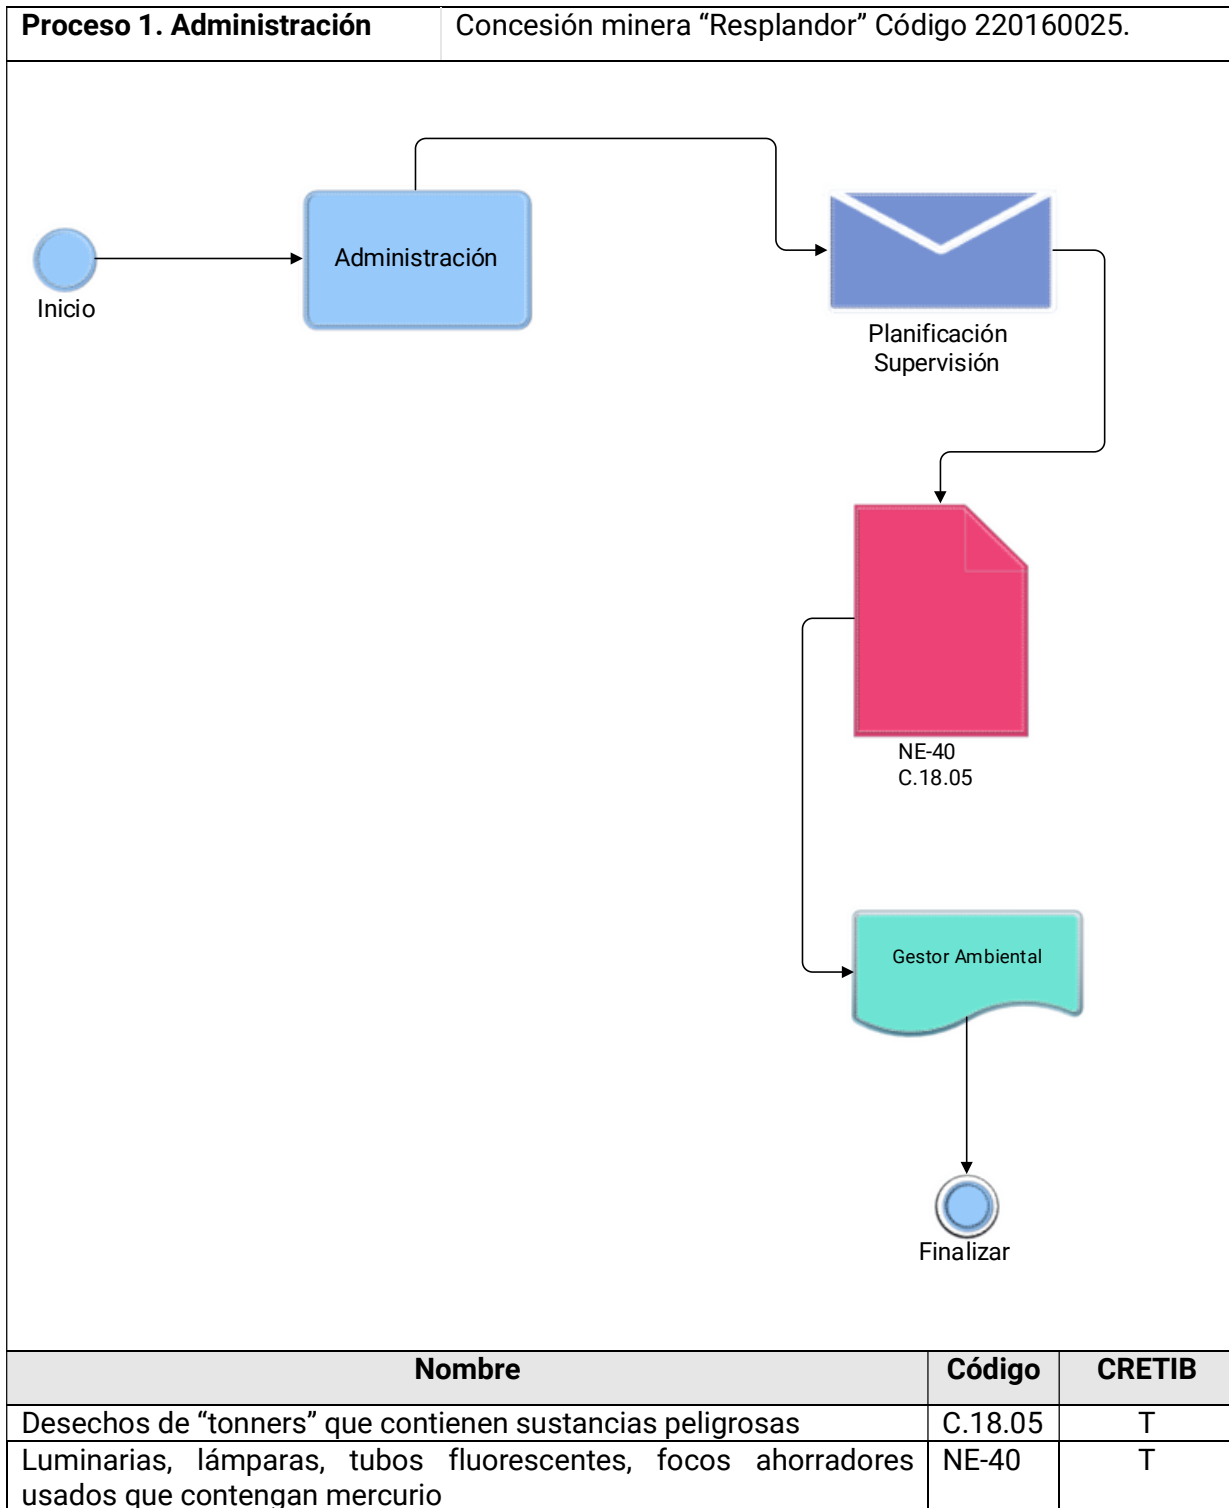 Proceso 1. Administración
Concesión minera “Resplandor” Código 220160025.
Inicio
Administración
Planificación
Supervisión
NE-40
C.18.05
Gestor Ambiental
Finalizar
Nombre
Código
CRETIB
Desechos de “tonners” que contienen sustancias peligrosas
C.18.05
T
Luminarias, lámparas, tubos fluorescentes, focos ahorradores
usados que contengan mercurio
NE-40
T